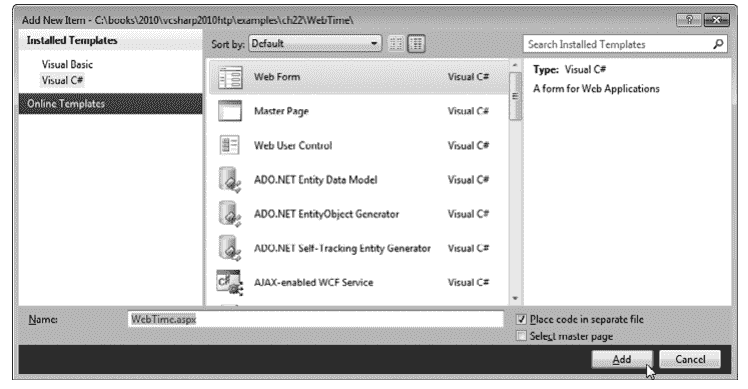 Add New Item - C:\books\2010\vcsharp2010htp\examples\ch22\WebTime\
Installed Templates
Visual Basic
Visual C#
Online Templates
Sort by: Default
Search Installed Templates
Web Form Visual C#
Master Page Visual C#
Web User Control Visual C#
ADO.NET Entity Data Model Visual C#
ADO.NET EntityObject Generator Visual C#
ADO.NET Self-Tracking Entity Generator Visual C#
AJAX-enabled WCF Service Visual C#
Type: Visual C#
A form for Web Applications
Name: WebTime.aspx
Place code in separate file
Select master page
Add Cancel